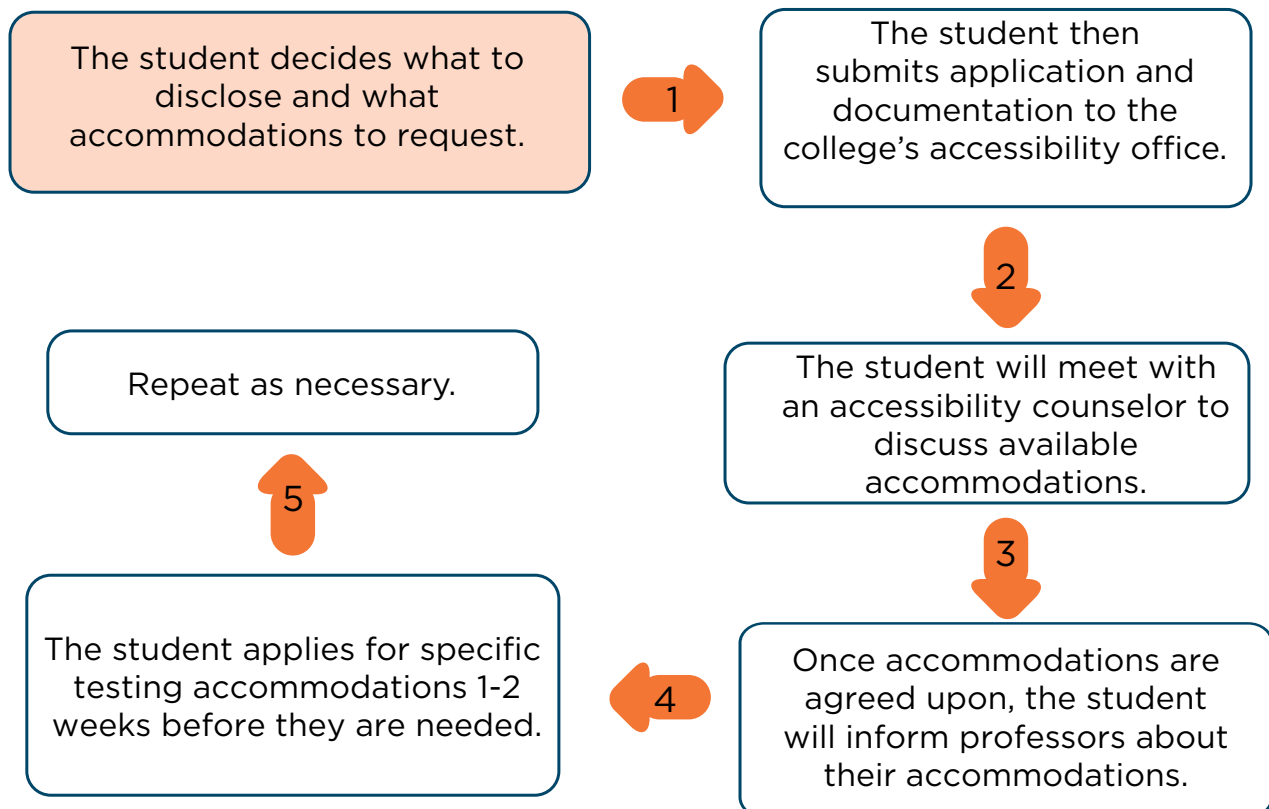 The student decides what to
disclose and what
accommodations to request.
1
The student then
submits application and
documentation to the
college’s accessibility office.
2
The student will meet with
an accessibility counselor to
discuss available
accommodations.
3
Once accommodations are
agreed upon, the student
will inform professors about
their accommodations.
4
The student applies for specific
testing accommodations 1-2
weeks before they are needed.
5
Repeat as necessary.